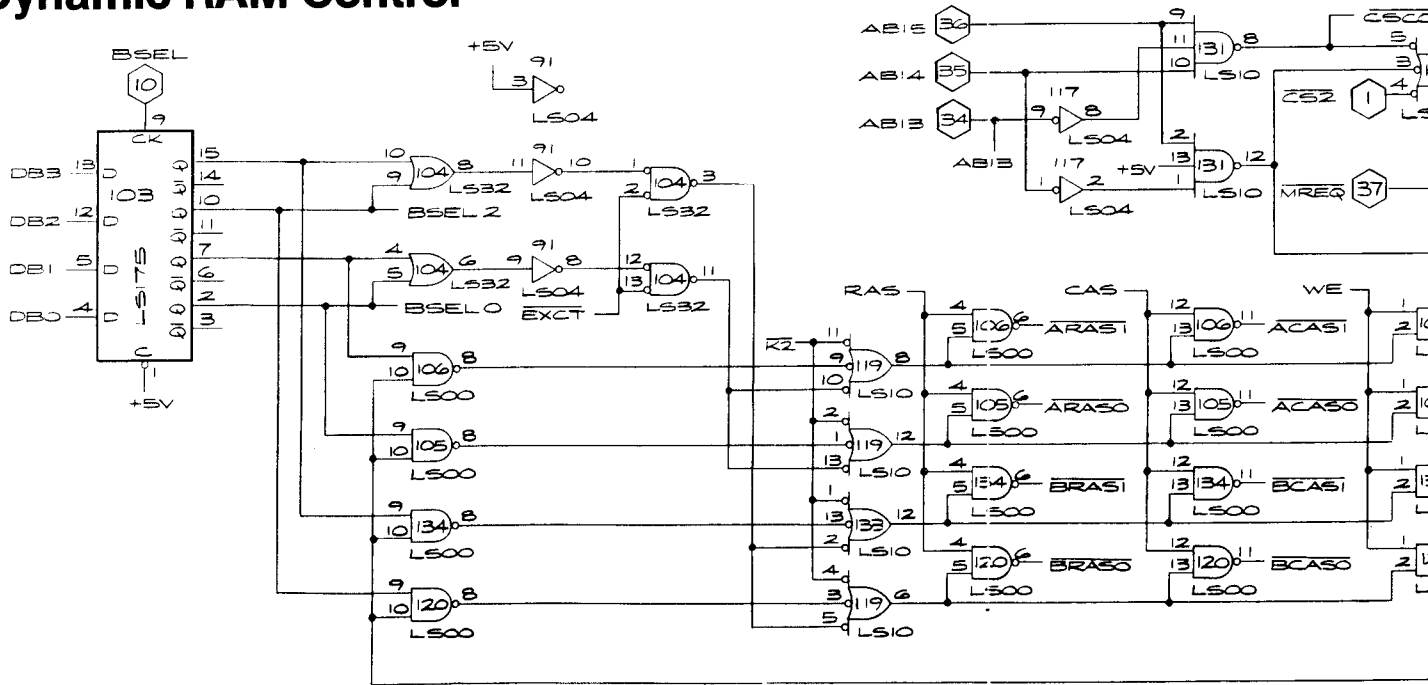 ynamic RAM Control
BSEL
10
9
CK
103
LS175
DB3 13 D
DB2 12 D
DB1 5 D
DB0 4 D
Q 15
Q 14
Q 10
Q 11
Q 7
Q 6
Q 2
Q 3
C
1
+5V
+5V
91
3
LS04
10
9
104
8
LS32
BSEL 2
11
91
10
LS04
1
2
104
3
LS32
4
5
104
6
LS32
BSEL 0
9
91
8
LS04
12
13
104
11
LS32
EXCT
9
10
106
8
LS00
9
10
105
8
LS00
9
10
134
8
LS00
9
10
120
8
LS00
K2
11
9
10
119
8
LS10
2
1
13
119
12
LS10
1
13
2
133
12
LS10
4
3
5
119
6
LS10
AB15 36
AB14 35
AB13 34
AB13
9
117
8
LS04
1
117
2
LS04
9
11
10
131
8
LS10
2
13
1
+5V
131
12
LS10
5
3
4
CS2 1
MREQ 37
RAS
CAS
WE
4
5
6
ARAS1
LS00
12
13
106
11
ACAS1
LS00
1
2
4
5
105
6
ARAS0
LS00
12
13
105
11
ACAS0
LS00
1
2
4
5
134
6
BRAS1
LS00
12
13
134
11
BCAS1
LS00
1
2
4
5
120
6
BRAS0
LS00
12
13
120
11
BCAS0
LS00
1
2